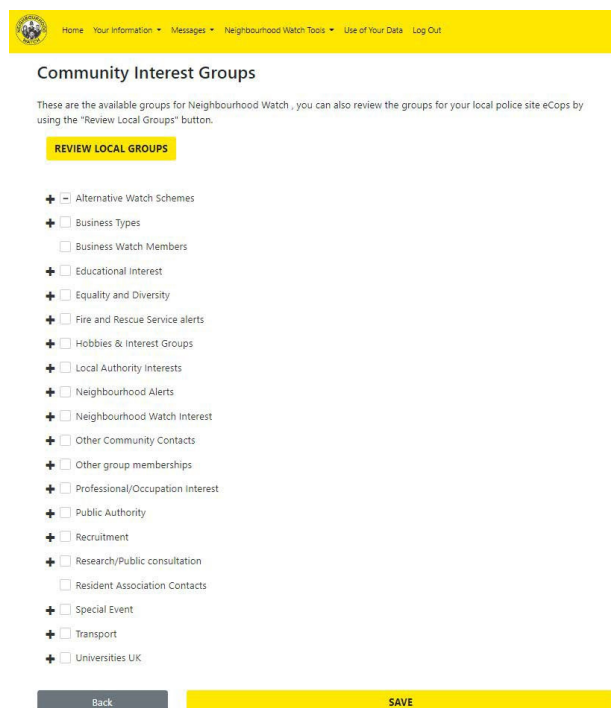 NEIGHBOURHOOD
WATCH
Home Your Information Messages Neighbourhood Watch Tools Use of Your Data Log Out
Community Interest Groups
These are the available groups for Neighbourhood Watch , you can also review the groups for your local police site eCops by
using the "Review Local Groups" button.
REVIEW LOCAL GROUPS
Alternative Watch Schemes
Business Types
Business Watch Members
Educational Interest
Equality and Diversity
Fire and Rescue Service alerts
Hobbies & Interest Groups
Local Authority Interests
Neighbourhood Alerts
Neighbourhood Watch Interest
Other Community Contacts
Other group memberships
Professional/Occupation Interest
Public Authority
Recruitment
Research/Public consultation
Resident Association Contacts
Special Event
Transport
Universities UK
Back SAVE